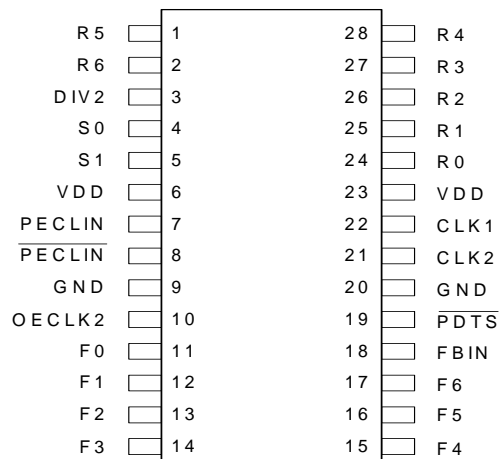 R5 1 28 R4
R6 2 27 R3
DIV2 3 26 R2
S0 4 25 R1
S1 5 24 R0
VDD 6 23 VDD
PECLIN 7 22 CLK1
PECLIN 8 21 CLK2
GND 9 20 GND
OECLK2 10 19 PDTS
F0 11 18 FBIN
F1 12 17 F6
F2 13 16 F5
F3 14 15 F4